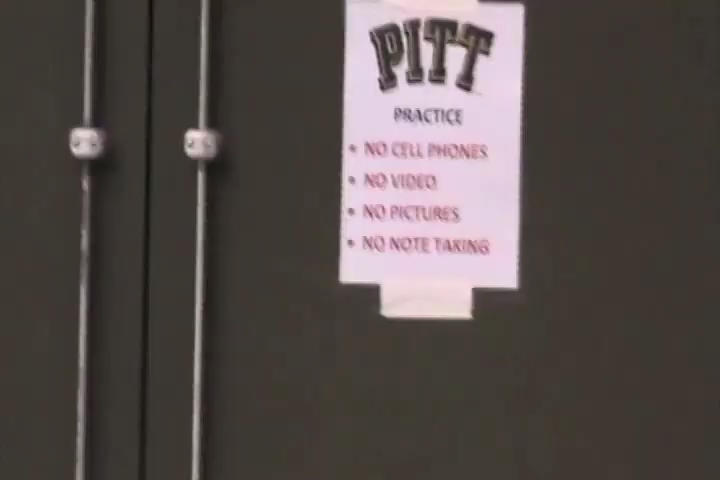 PITT
PRACTICE
• NO CELL PHONES
• NO VIDEO
• NO PICTURES
• NO NOTE TAKING